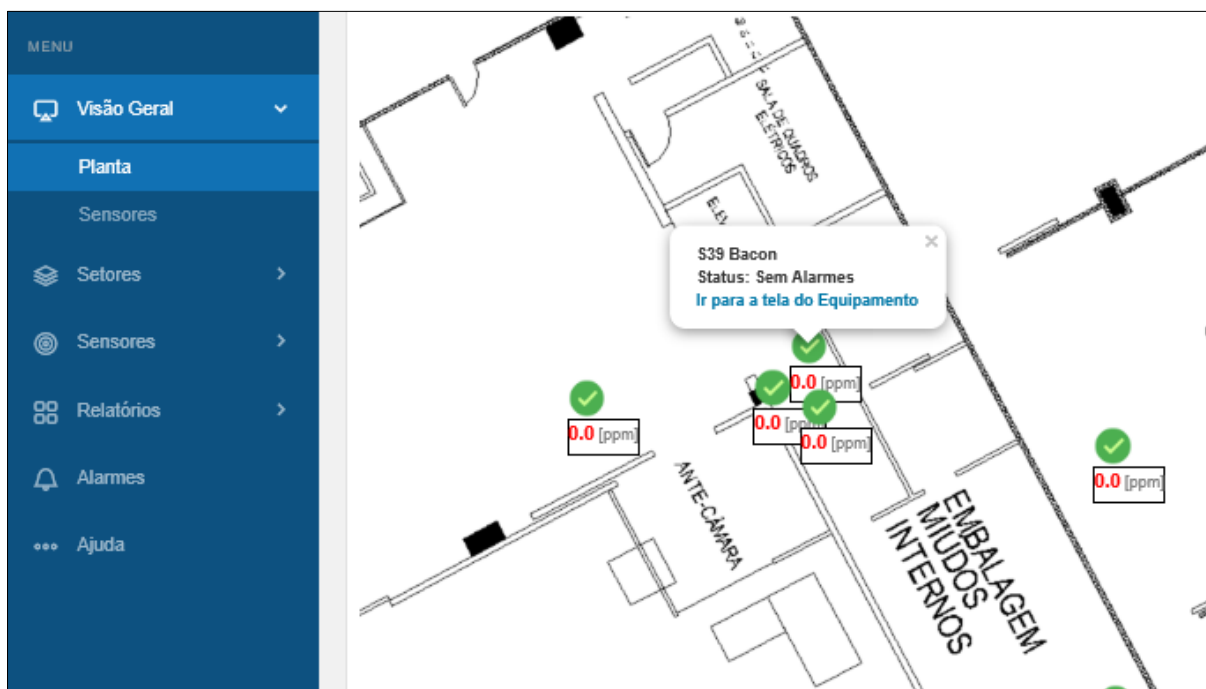 MENU
Visão Geral
Planta
Sensores
Setores
Sensores
Relatórios
Alarmes
Ajuda
SALA DE QUADROS
ELÉTRICOS
S39 Bacon
Status: Sem Alarmes
Ir para a tela do Equipamento
0.0 [ppm]
0.0 [ppm]
0.0
0.0 [ppm]
0.0 [ppm]
ANTE-CÂMARA
EMBALAGEM
MIUDOS
INTERNOS